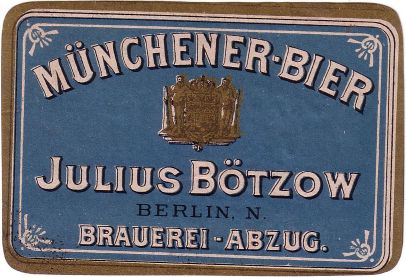 MÜNCHENER-BIER
JULIUS BÖTZOW
BERLIN, N.
BRAUEREI-ABZUG.